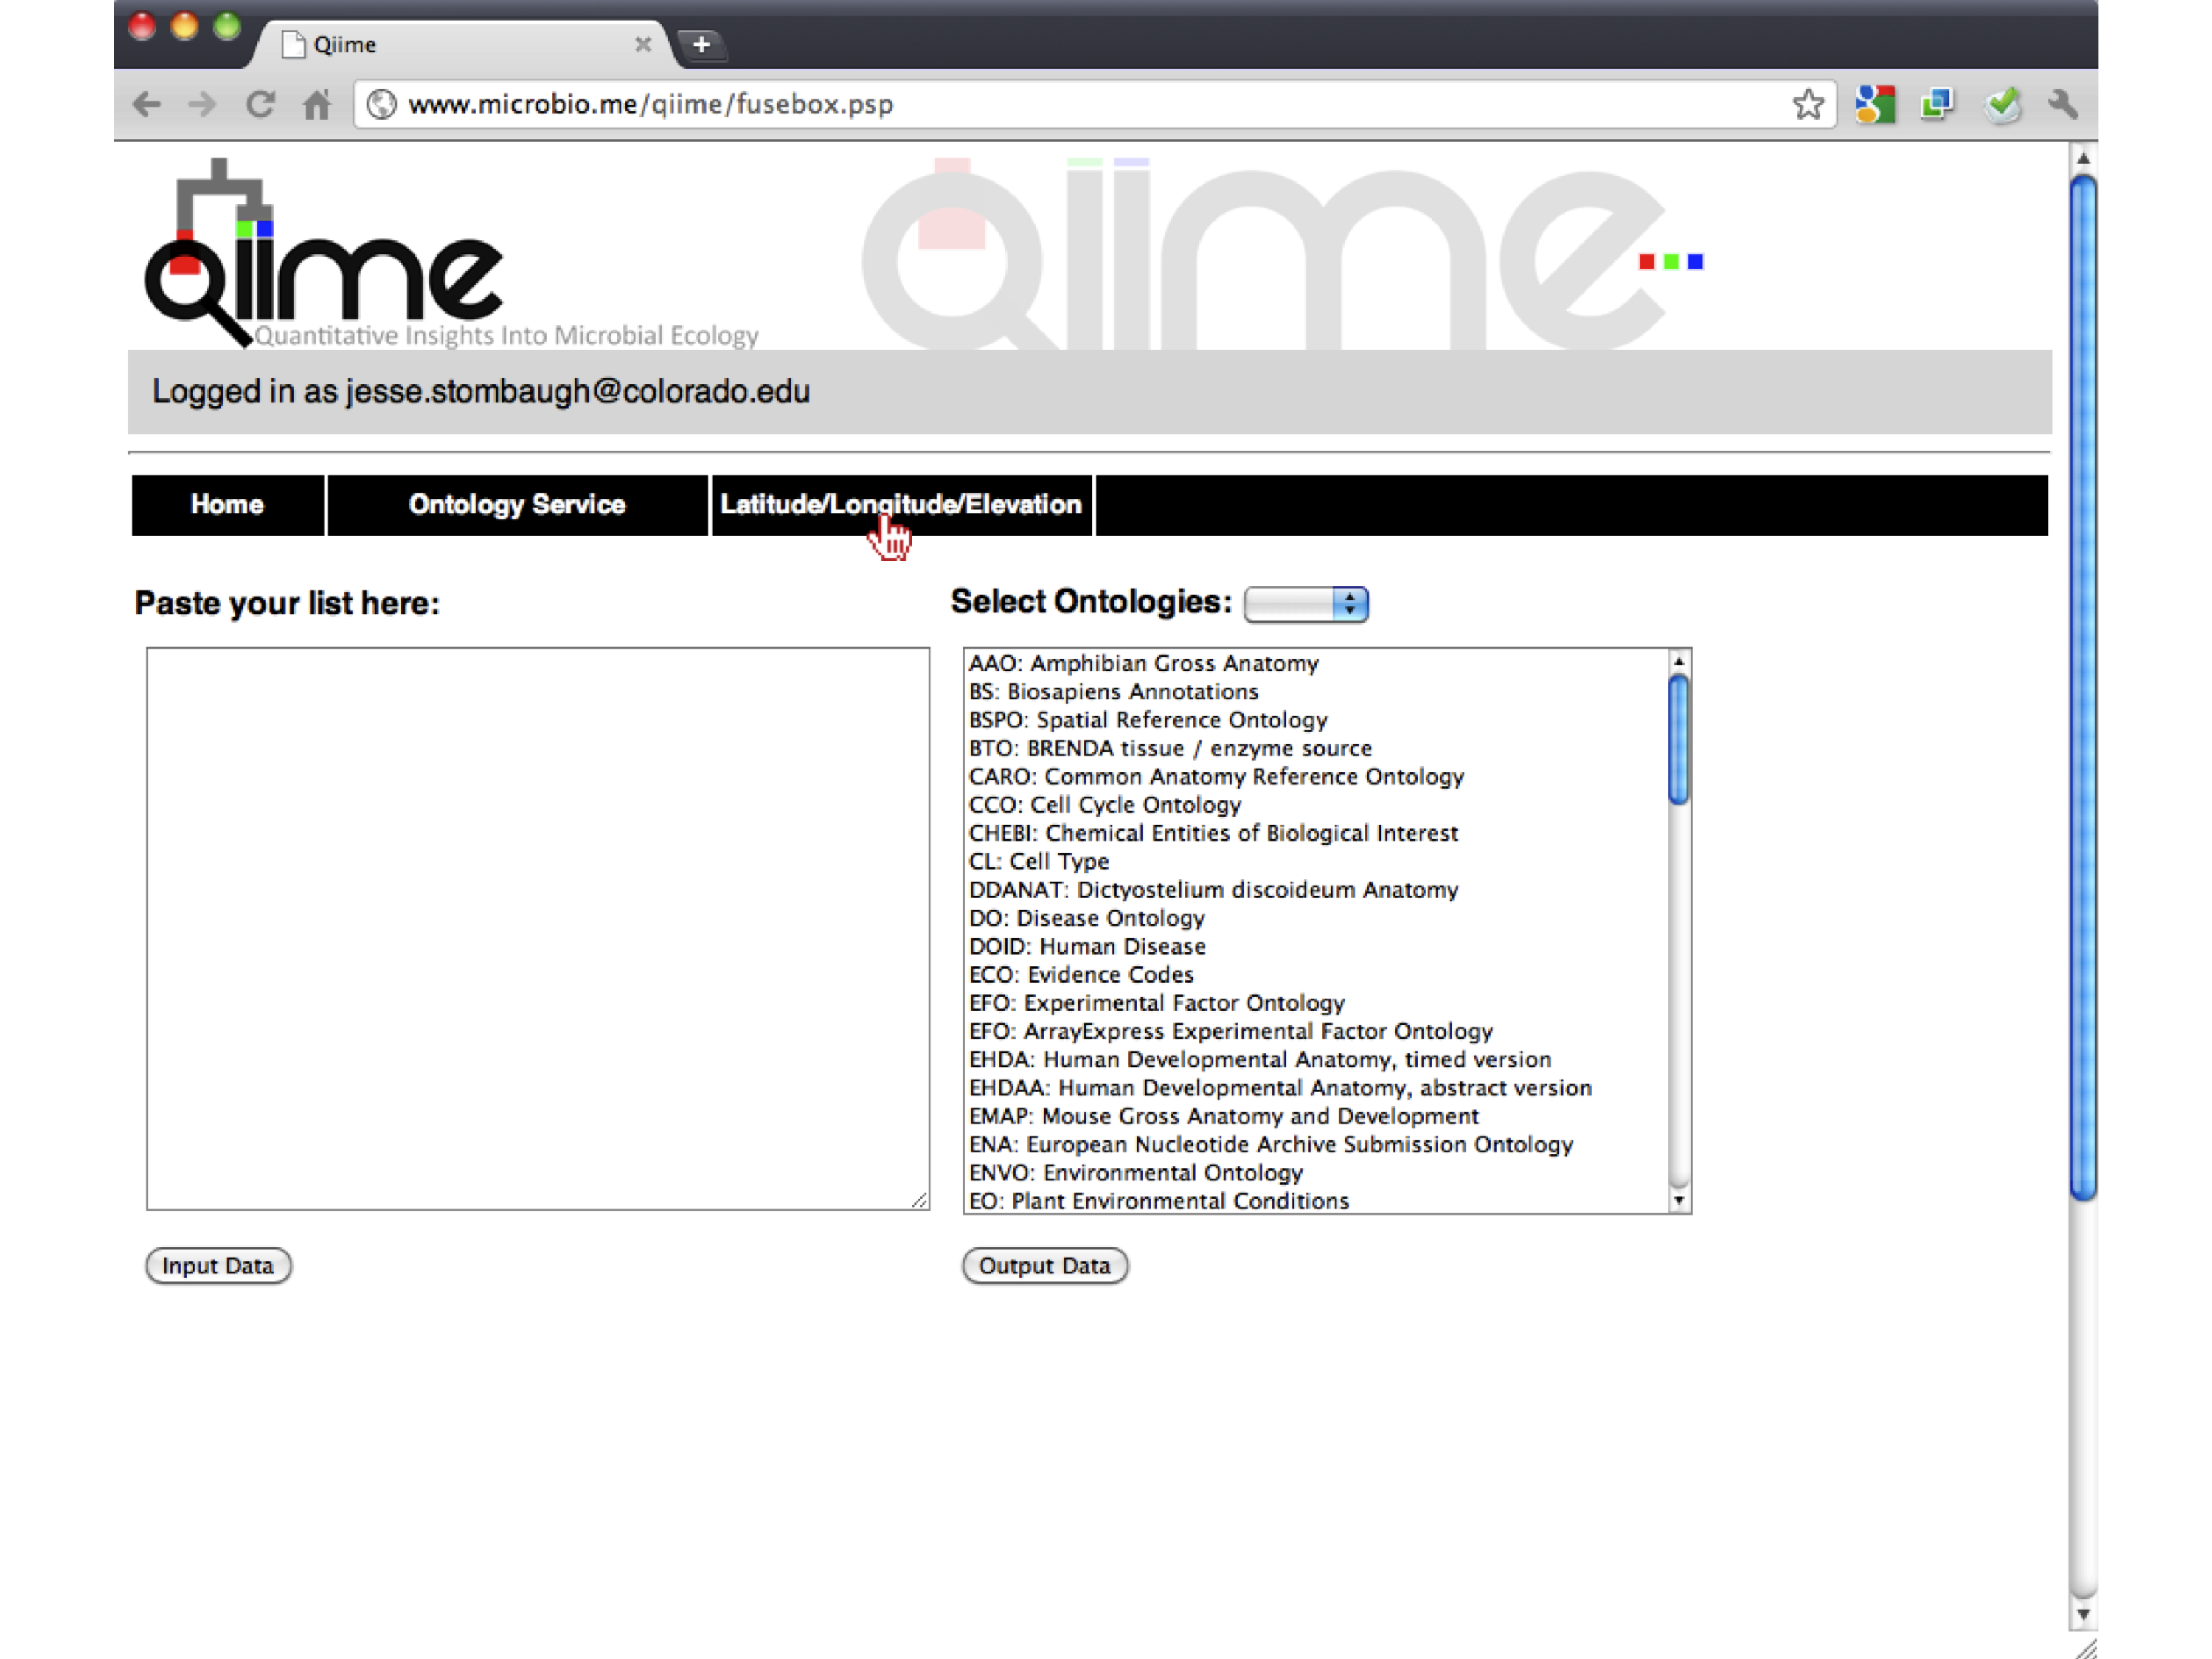 Qiime
www.microbio.me/qiime/fusebox.psp
Qiime
Quantitative Insights Into Microbial Ecology
Qiime
Logged in as jesse.stombaugh@colorado.edu
Home
Ontology Service
Latitude/Longitude/Elevation
Paste your list here:
Select Ontologies:
AAO: Amphibian Gross Anatomy
BS: Biosapiens Annotations
BSPO: Spatial Reference Ontology
BTO: BRENDA tissue / enzyme source
CARO: Common Anatomy Reference Ontology
CCO: Cell Cycle Ontology
CHEBI: Chemical Entities of Biological Interest
CL: Cell Type
DDANAT: Dictyostelium discoideum Anatomy
DO: Disease Ontology
DOID: Human Disease
ECO: Evidence Codes
EFO: Experimental Factor Ontology
EFO: ArrayExpress Experimental Factor Ontology
EHDA: Human Developmental Anatomy, timed version
EHDAA: Human Developmental Anatomy, abstract version
EMAP: Mouse Gross Anatomy and Development
ENA: European Nucleotide Archive Submission Ontology
ENVO: Environmental Ontology
EO: Plant Environmental Conditions
Input Data
Output Data